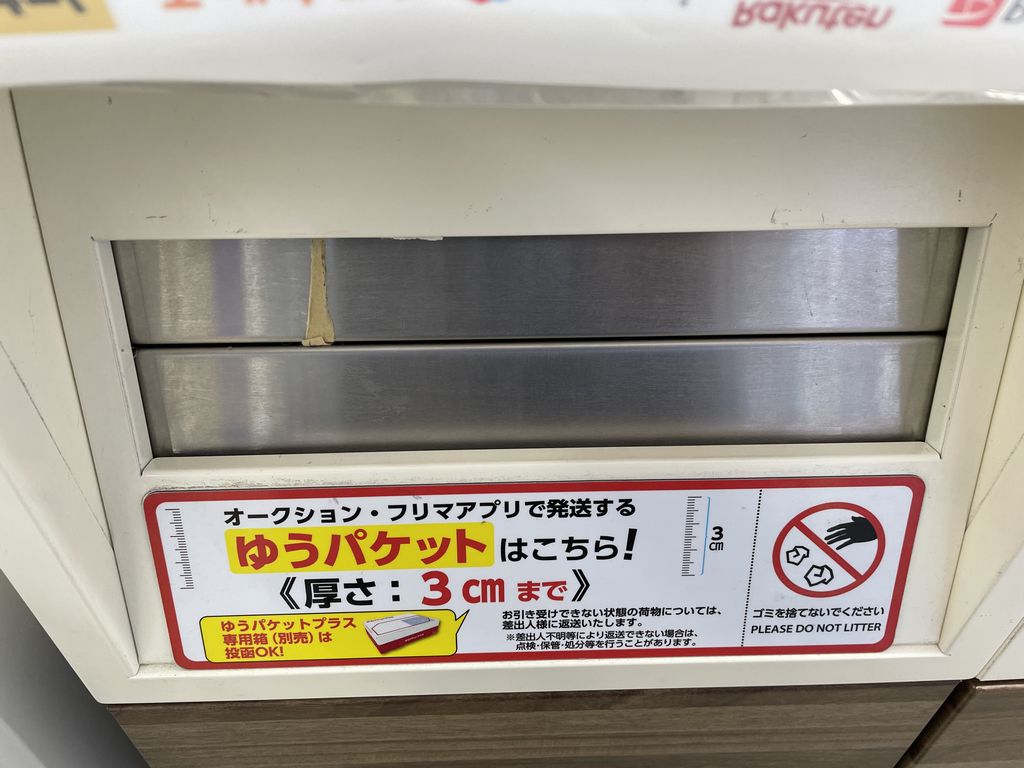 Rakuten
オークション・フリマアプリで発送する
ゆうパケットはこちら!
《厚さ：3cmまで》
ゆうパケットプラス
専用箱(別売)は
投函OK!
お引き受けできない状態の荷物については、
差出人様に返送いたします。
※差出人不明等により返送できない場合は、
点検・保管・処分等を行うことがあります。
3
cm
ゴミを捨てないでください
PLEASE DO NOT LITTER